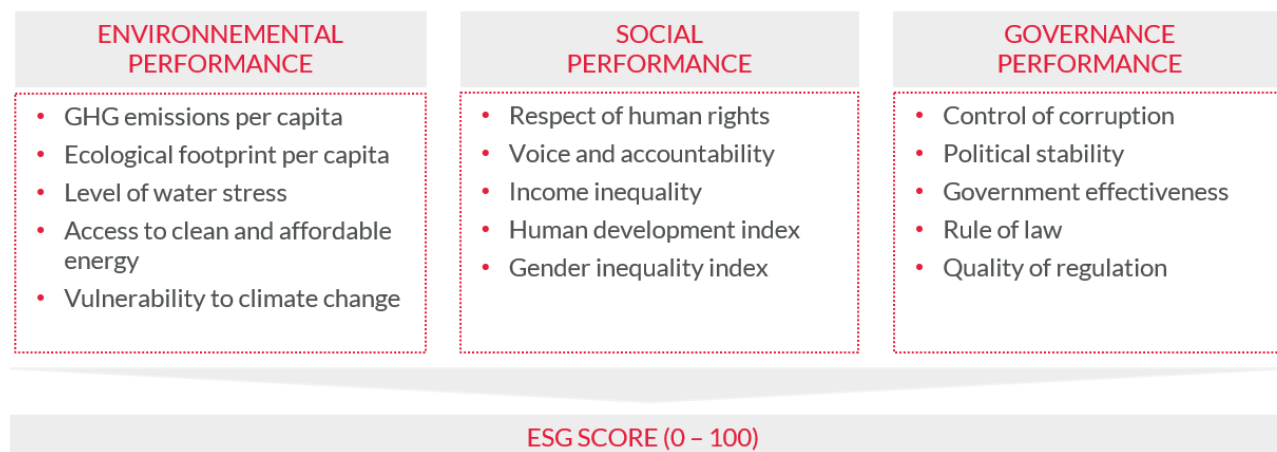 ENVIRONNEMENTAL
PERFORMANCE
• GHG emissions per capita
• Ecological footprint per capita
• Level of water stress
• Access to clean and affordable
energy
• Vulnerability to climate change
SOCIAL
PERFORMANCE
• Respect of human rights
• Voice and accountability
• Income inequality
• Human development index
• Gender inequality index
GOVERNANCE
PERFORMANCE
• Control of corruption
• Political stability
• Government effectiveness
• Rule of law
• Quality of regulation
ESG SCORE (0 – 100)